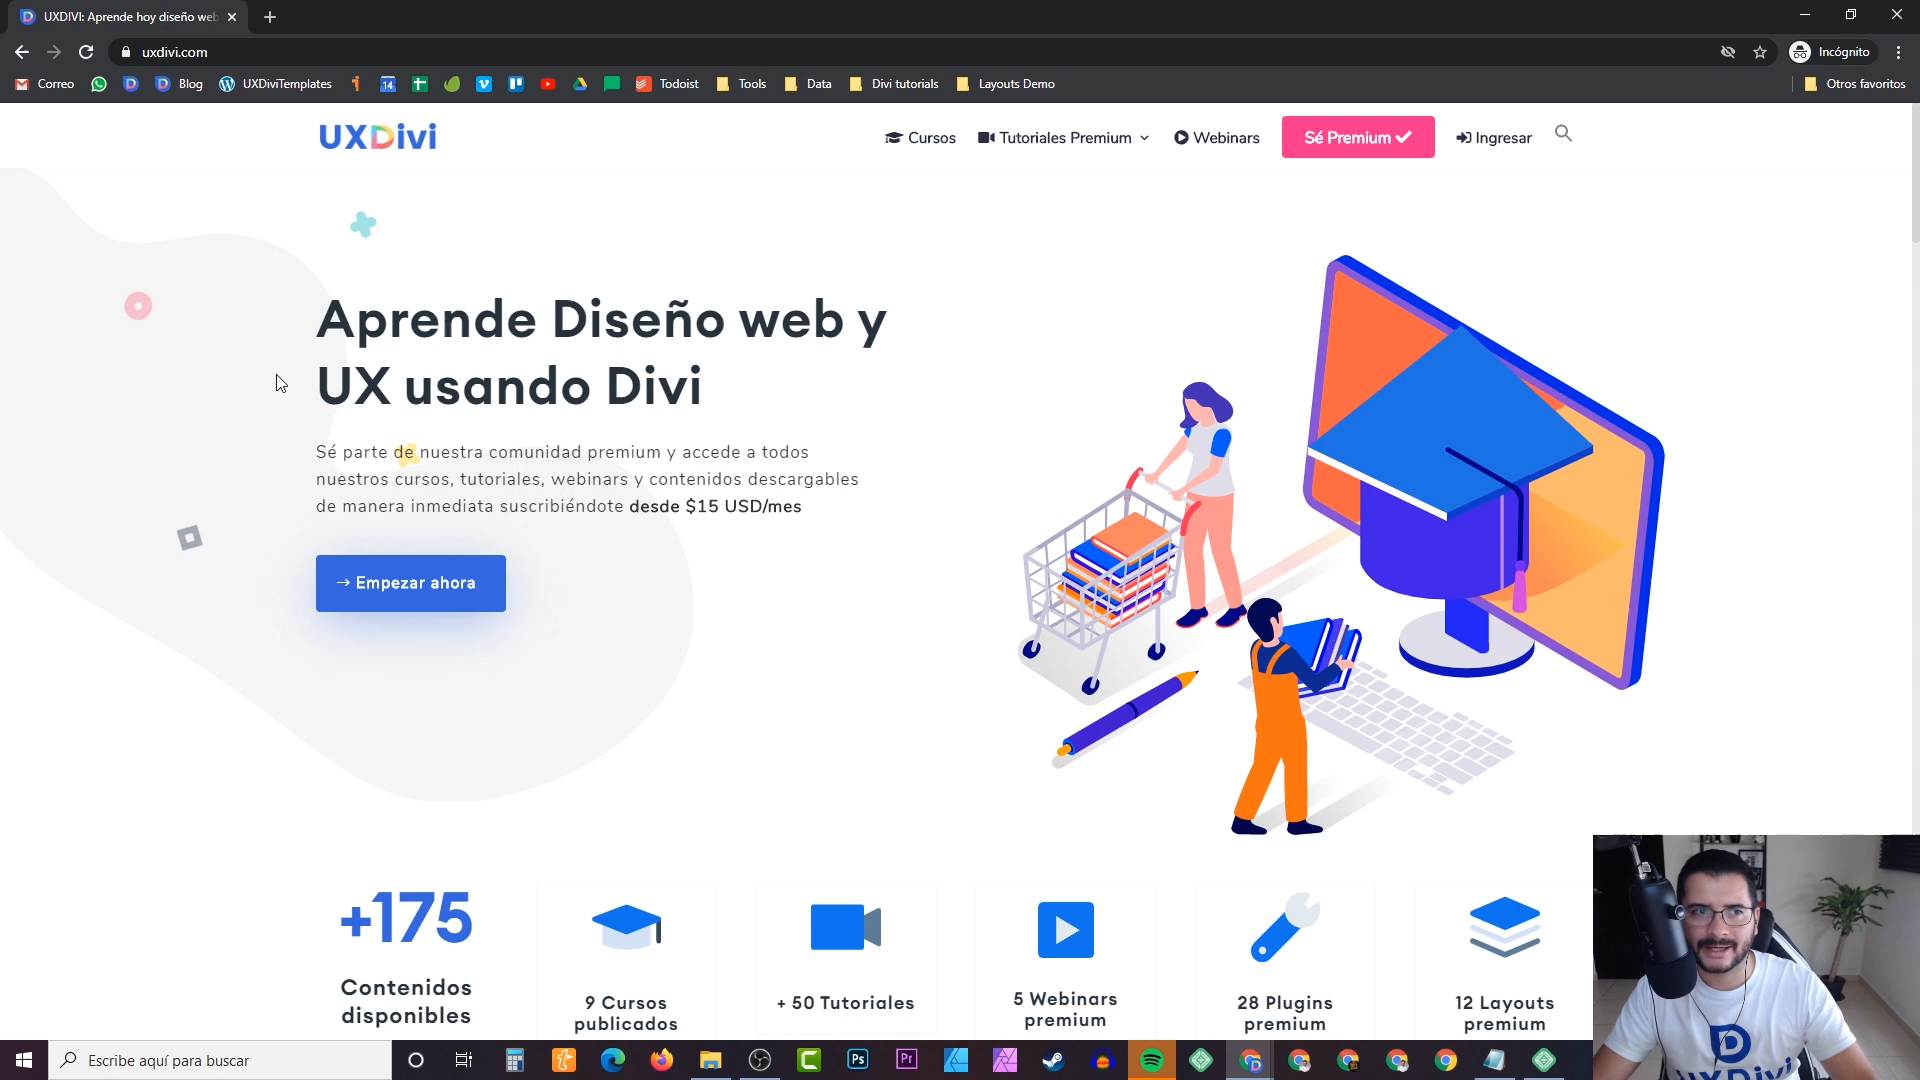 UXDIVI: Aprende hoy diseño web
uxdivi.com
Incógnito
Correo
Blog
UXDiviTemplates
14
Todoist
Tools
Data
Divi tutorials
Layouts Demo
Otros favoritos
UXDivi
Cursos
Tutoriales Premium
Webinars
Sé Premium
Ingresar
Aprende Diseño web y
UX usando Divi
Sé parte de nuestra comunidad premium y accede a todos
nuestros cursos, tutoriales, webinars y contenidos descargables
de manera inmediata suscribiéndote desde $15 USD/mes
→ Empezar ahora
+175
Contenidos
disponibles
9 Cursos
publicados
+ 50 Tutoriales
5 Webinars
premium
28 Plugins
premium
12 Layouts
premium
UXDivi
Escribe aquí para buscar
Ps
Pr